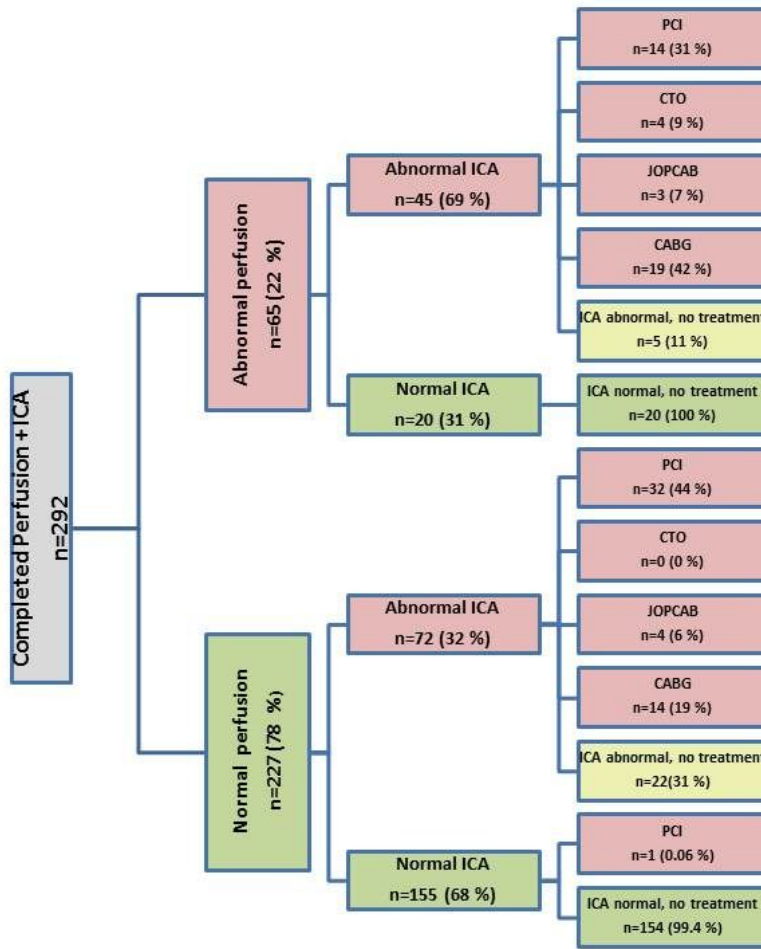 Completed Perfusion + ICA
n=292
Abnormal perfusion
n=65 (22 %)
Abnormal ICA
n=45 (69 %)
PCI
n=14 (31 %)
CTO
n=4 (9 %)
JOPCAB
n=3 (7 %)
CABG
n=19 (42 %)
ICA abnormal, no treatment
n=5 (11 %)
Normal ICA
n=20 (31 %)
ICA normal, no treatment
n=20 (100 %)
Normal perfusion
n=227 (78 %)
Abnormal ICA
n=72 (32 %)
PCI
n=32 (44 %)
CTO
n=0 (0 %)
JOPCAB
n=4 (6 %)
CABG
n=14 (19 %)
ICA abnormal, no treatment
n=22(31 %)
Normal ICA
n=155 (68 %)
PCI
n=1 (0.06 %)
ICA normal, no treatment
n=154 (99.4 %)